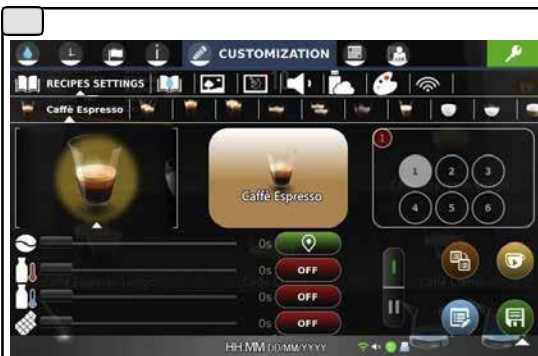 CUSTOMIZATION
RECIPES SETTINGS
Caffè Espresso
Caffè Espresso
1
1 2 3
4 5 6
0s
0s OFF
0s OFF
0s OFF
HH:MM DD/MM/YYYY